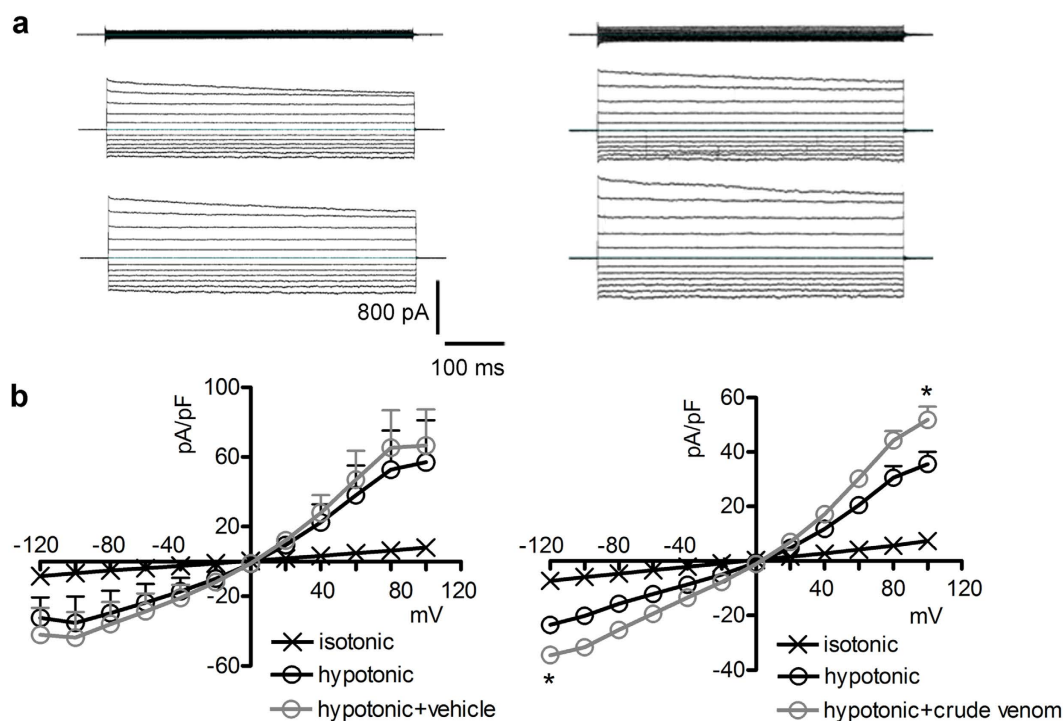 a
800 pA
100 ms
b
pA/pF
100
60
20
-120 -80 -40
40 80 120
-20
mV
-60
isotonic
hypotonic
hypotonic+vehicle
pA/pF
60
40
20
*
-120 -80 -40
40 80 120
-20
mV
-40
*
isotonic
hypotonic
hypotonic+crude venom